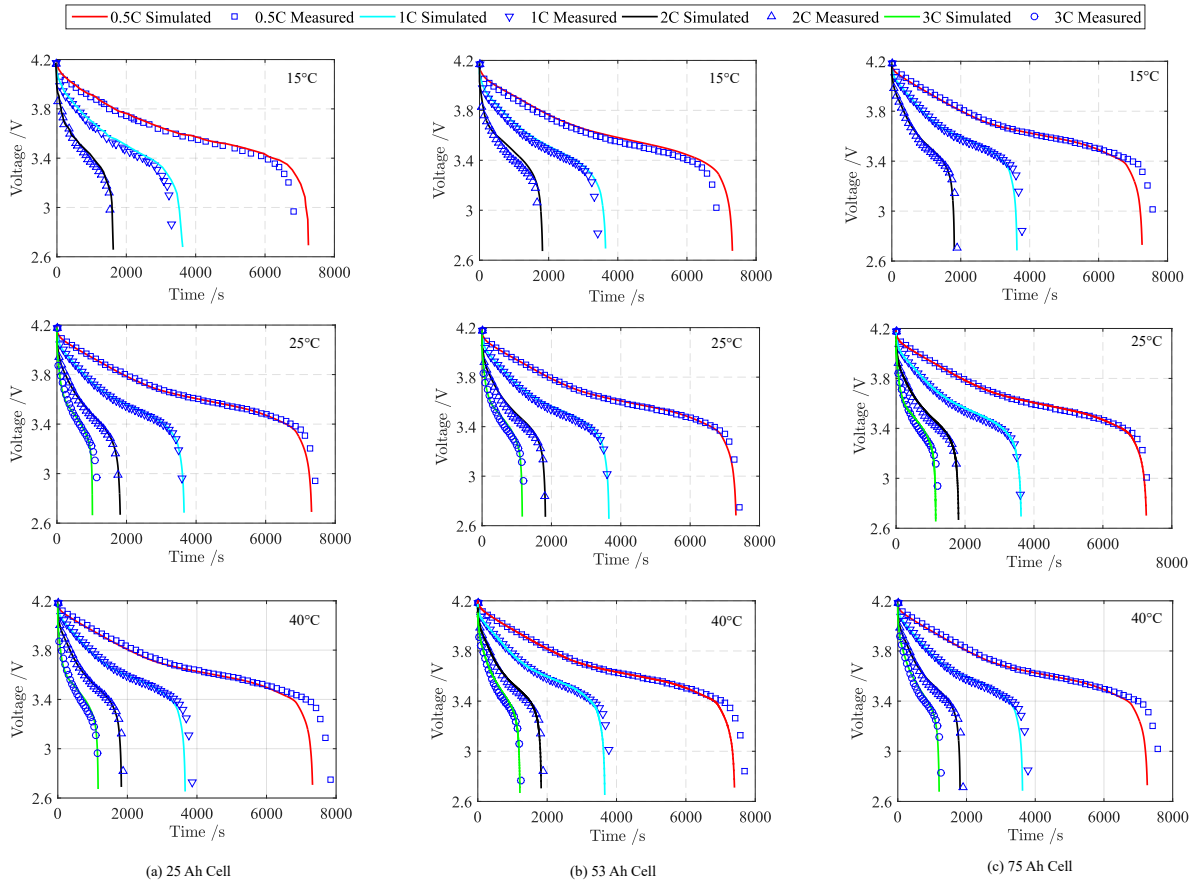 0.5C Simulated 0.5C Measured 1C Simulated 1C Measured 2C Simulated 2C Measured 3C Simulated 3C Measured
4.2
3.8
3.4
3
2.6
Voltage /V
15°C
0 2000 4000 6000 8000
Time /s
4.2
3.8
3.4
3
2.6
Voltage /V
15°C
0 2000 4000 6000 8000
Time /s
4.2
3.8
3.4
3
2.6
Voltage /V
15°C
0 2000 4000 6000 8000
Time /s
4.2
3.8
3.4
3
2.6
Voltage /V
25°C
0 2000 4000 6000 8000
Time /s
4.2
3.8
3.4
3
2.6
Voltage /V
25°C
0 2000 4000 6000 8000
Time /s
4.2
3.8
3.4
3
2.6
Voltage /V
25°C
0 2000 4000 6000 8000
Time /s
4.2
3.8
3.4
3
2.6
Voltage /V
40°C
0 2000 4000 6000 8000
Time /s
4.2
3.8
3.4
3
2.6
Voltage /V
40°C
0 2000 4000 6000 8000
Time /s
4.2
3.8
3.4
3
2.6
Voltage /V
40°C
0 2000 4000 6000 8000
Time /s
(a) 25 Ah Cell
(b) 53 Ah Cell
(c) 75 Ah Cell